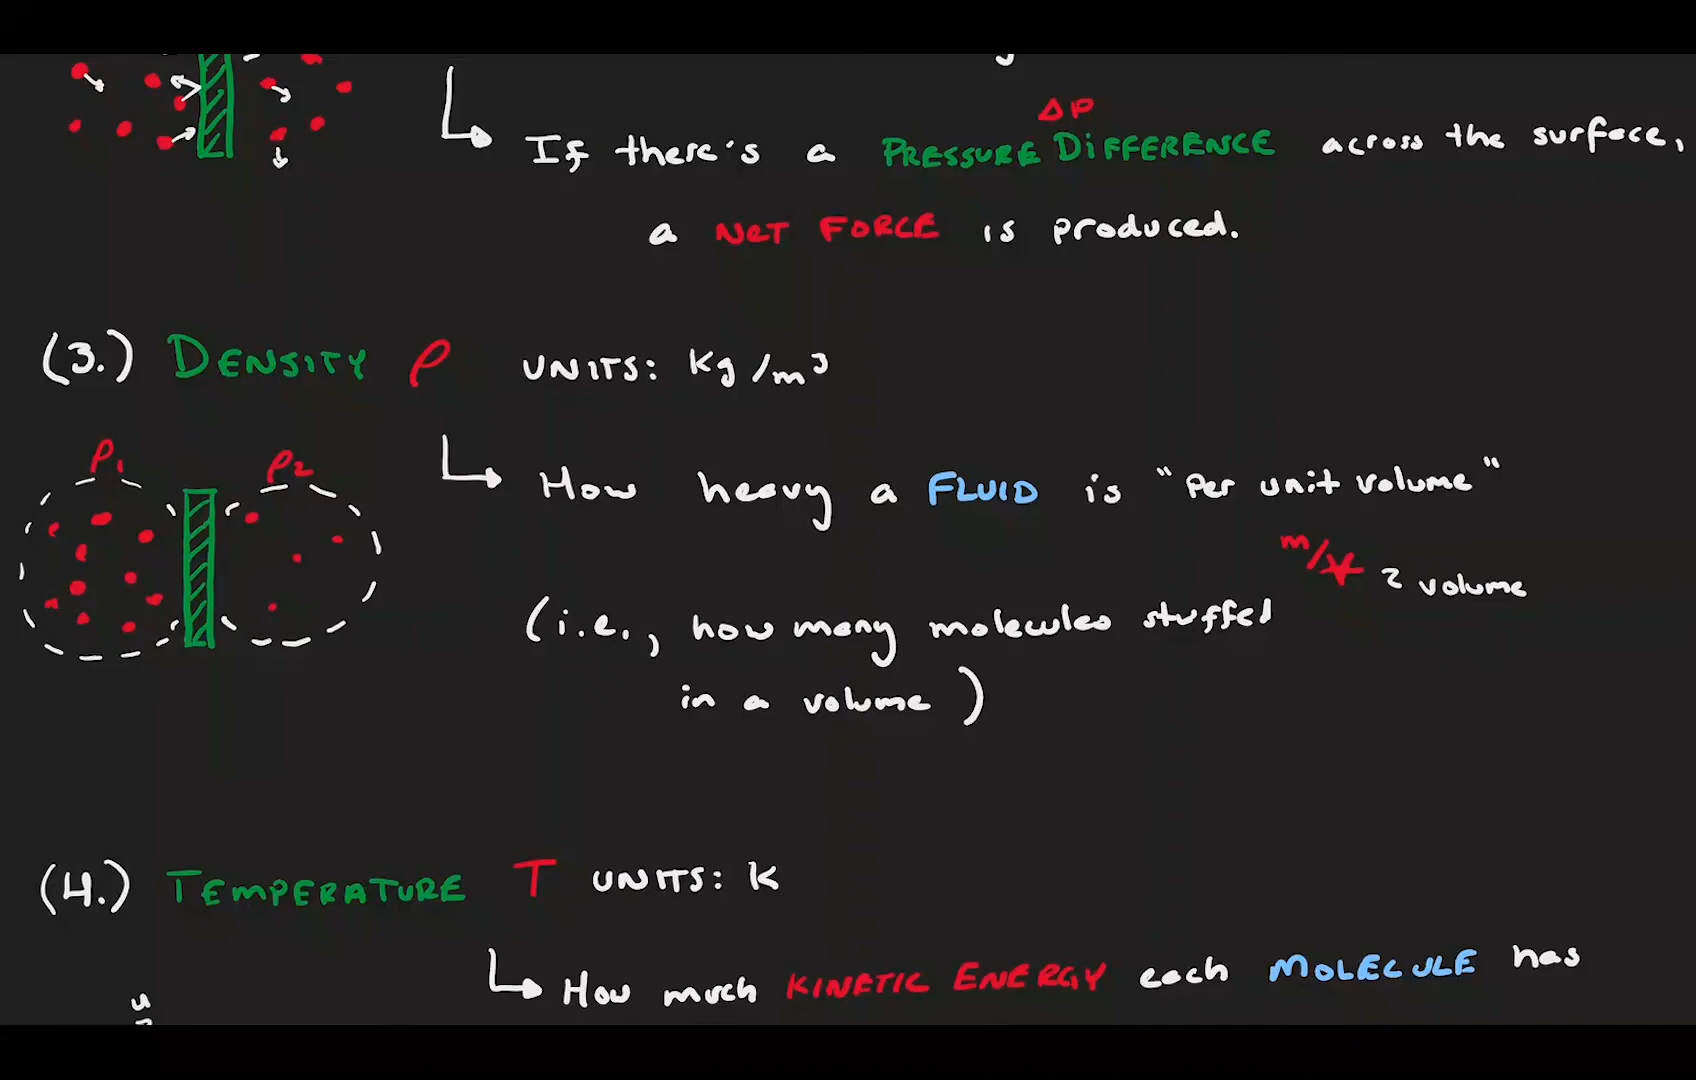 ΔP
If there's a PRESSURE DIFFERENCE across the surface,
a NET FORCE is produced.
(3.) DENSITY ρ UNITS: kg/m³
ρ₁ ρ₂
How heavy a FLUID is "per unit volume"
m/V ↖ volume
(i.e., how many molecules stuffed
in a volume)
(4.) TEMPERATURE T UNITS: K
How much KINETIC ENERGY each MOLECULE has